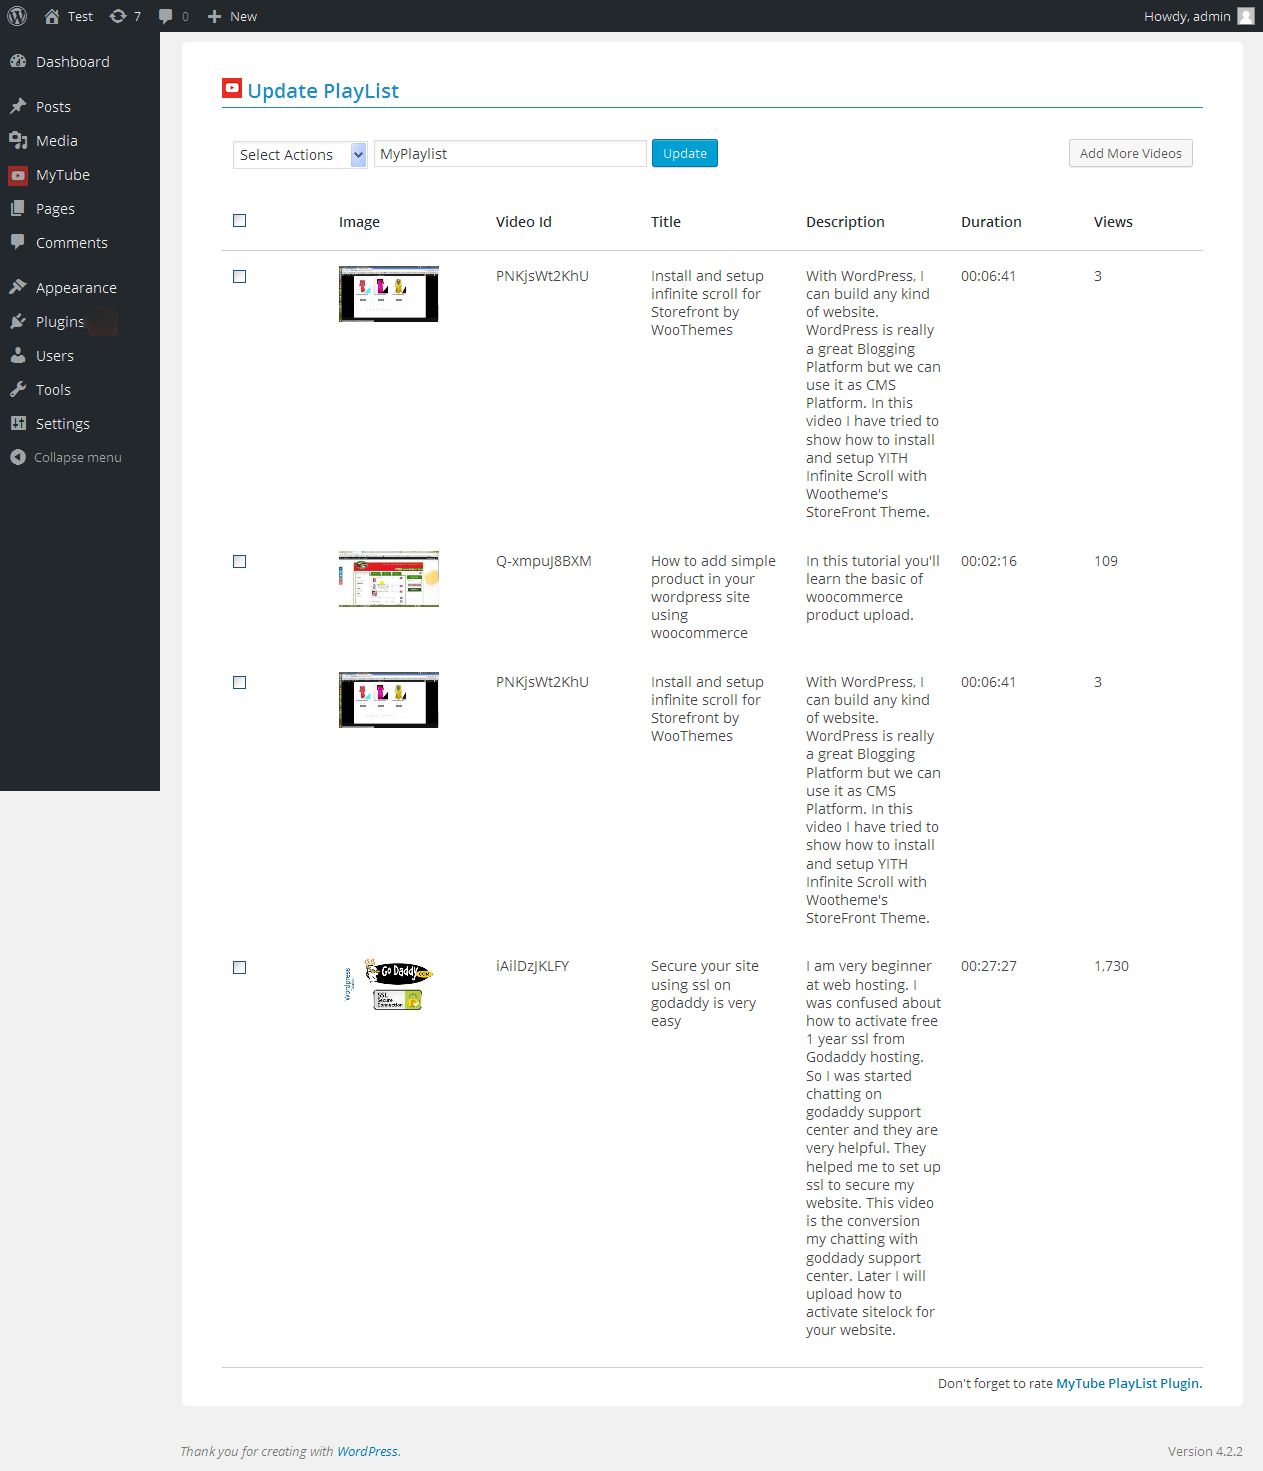 Test 7 0 New Howdy, admin
Dashboard
Posts
Media
MyTube
Pages
Comments
Appearance
Plugins
Users
Tools
Settings
Collapse menu
Update PlayList
Select Actions MyPlaylist Update Add More Videos
Image Video Id Title Description Duration Views
PNKjsWt2KhU
Install and setup
infinite scroll for
Storefront by
WooThemes
With WordPress, I
can build any kind
of website.
WordPress is really
a great Blogging
Platform but we can
use it as CMS
Platform. In this
video I have tried to
show how to install
and setup YITH
Infinite Scroll with
Wootheme's
StoreFront Theme.
00:06:41
3
Q-xmpuJ8BXM
How to add simple
product in your
wordpress site
using
woocommerce
In this tutorial you'll
learn the basic of
woocommerce
product upload.
00:02:16
109
PNKjsWt2KhU
Install and setup
infinite scroll for
Storefront by
WooThemes
With WordPress, I
can build any kind
of website.
WordPress is really
a great Blogging
Platform but we can
use it as CMS
Platform. In this
video I have tried to
show how to install
and setup YITH
Infinite Scroll with
Wootheme's
StoreFront Theme.
00:06:41
3
Wordpress
Go Daddy
.COM
SSL
Secure
Connection
iAilDzJKLFY
Secure your site
using ssl on
godaddy is very
easy
I am very beginner
at web hosting. I
was confused about
how to activate free
1 year ssl from
Godaddy hosting.
So I was started
chatting on
godaddy support
center and they are
very helpful. They
helped me to set up
ssl to secure my
website. This video
is the conversion
my chatting with
goddady support
center. Later I will
upload how to
activate sitelock for
your website.
00:27:27
1,730
Don't forget to rate MyTube PlayList Plugin.
Thank you for creating with WordPress.
Version 4.2.2